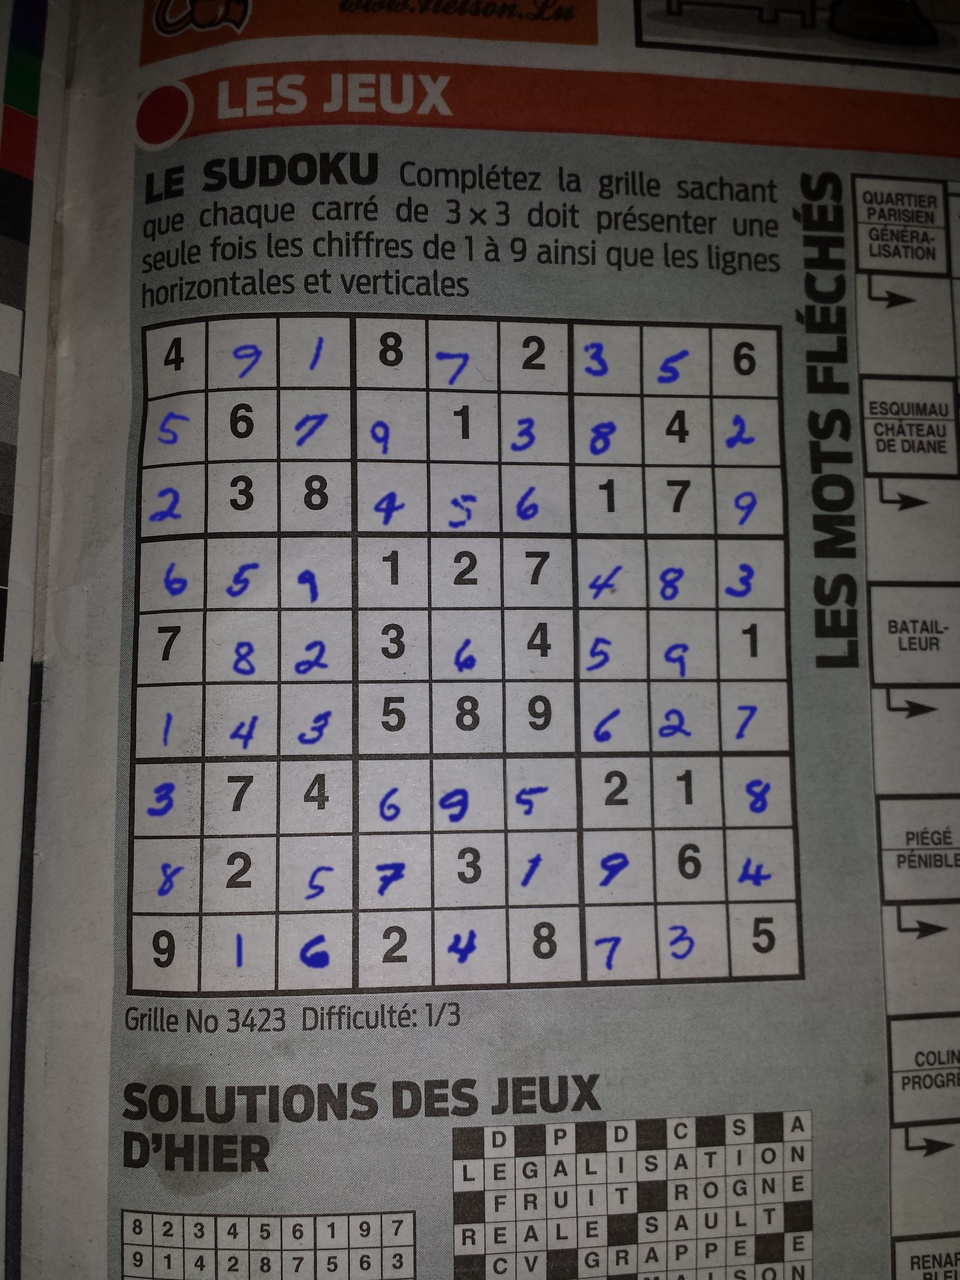 www.Nelson.Lu
LES JEUX
LE SUDOKU Complétez la grille sachant
que chaque carré de 3 x 3 doit présenter une
seule fois les chiffres de 1 à 9 ainsi que les lignes
horizontales et verticales
4 9 1 8 7 2 3 5 6
5 6 7 9 1 3 8 4 2
2 3 8 4 5 6 1 7 9
6 5 9 1 2 7 4 8 3
7 8 2 3 6 4 5 9 1
1 4 3 5 8 9 6 2 7
3 7 4 6 9 5 2 1 8
8 2 5 7 3 1 9 6 4
9 1 6 2 4 8 7 3 5
Grille No 3423 Difficulté: 1/3
SOLUTIONS DES JEUX
D'HIER
8 2 3 4 5 6 1 9 7
9 1 4 2 8 7 5 6 3
D P D C S A
L E G A L I S A T I O N
F R U I T R O G N E
R E A L E S A U L T
C V G R A P P E E
LES MOTS FLÉCHÉS
QUARTIER
PARISIEN
GÉNÉRA-
LISATION
ESQUIMAU
CHÂTEAU
DE DIANE
BATAIL-
LEUR
PIÉGÉ
PÉNIBLE
COLIN
PROGRÈ
RENAR